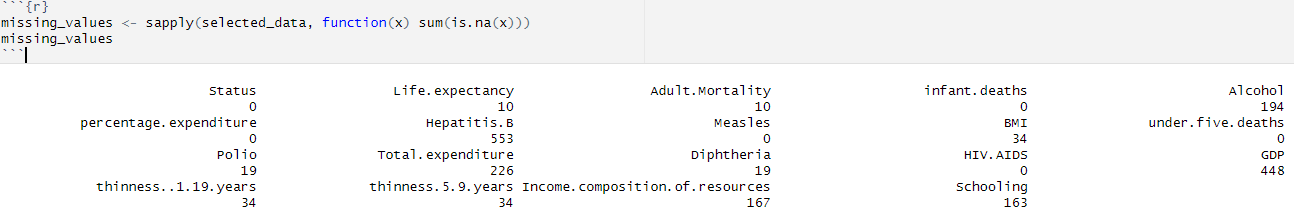 ```{r}
missing_values <- sapply(selected_data, function(x) sum(is.na(x)))
missing_values
```
Status Life.expectancy Adult.Mortality infant.deaths Alcohol
0 10 10 0 194
percentage.expenditure Hepatitis.B Measles BMI under.five.deaths
0 553 0 34 0
Polio Total.expenditure Diphtheria HIV.AIDS GDP
19 226 19 0 448
thinness..1.19.years thinness.5.9.years Income.composition.of.resources Schooling
34 34 167 163